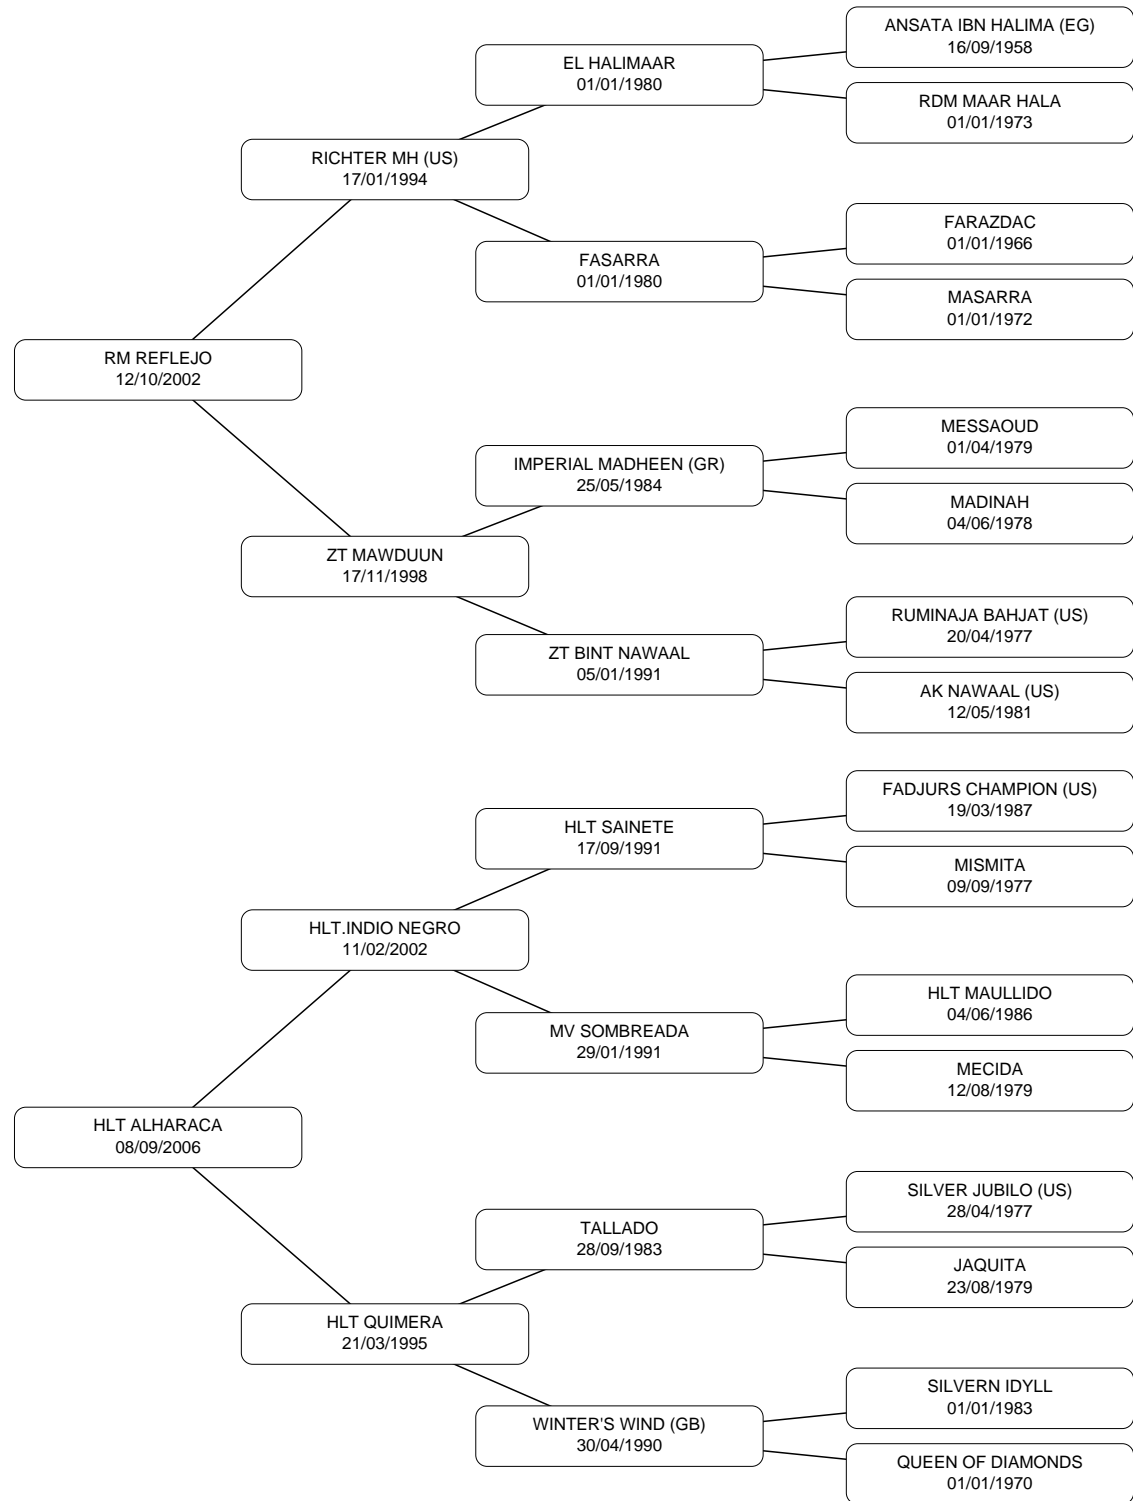 ANSATA IBN HALIMA (EG)
16/09/1958
EL HALIMAAR
01/01/1980
RDM MAAR HALA
01/01/1973
RICHTER MH (US)
17/01/1994
FARAZDAC
01/01/1966
FASARRA
01/01/1980
MASARRA
01/01/1972
RM REFLEJO
12/10/2002
MESSAOUD
01/04/1979
IMPERIAL MADHEEN (GR)
25/05/1984
MADINAH
04/06/1978
ZT MAWDUUN
17/11/1998
RUMINAJA BAHJAT (US)
20/04/1977
ZT BINT NAWAAL
05/01/1991
AK NAWAAL (US)
12/05/1981
FADJURS CHAMPION (US)
19/03/1987
HLT SAINETE
17/09/1991
MISMITA
09/09/1977
HLT.INDIO NEGRO
11/02/2002
HLT MAULLIDO
04/06/1986
MV SOMBREADA
29/01/1991
MECIDA
12/08/1979
HLT ALHARACA
08/09/2006
SILVER JUBILO (US)
28/04/1977
TALLADO
28/09/1983
JAQUITA
23/08/1979
HLT QUIMERA
21/03/1995
SILVERN IDYLL
01/01/1983
WINTER'S WIND (GB)
30/04/1990
QUEEN OF DIAMONDS
01/01/1970